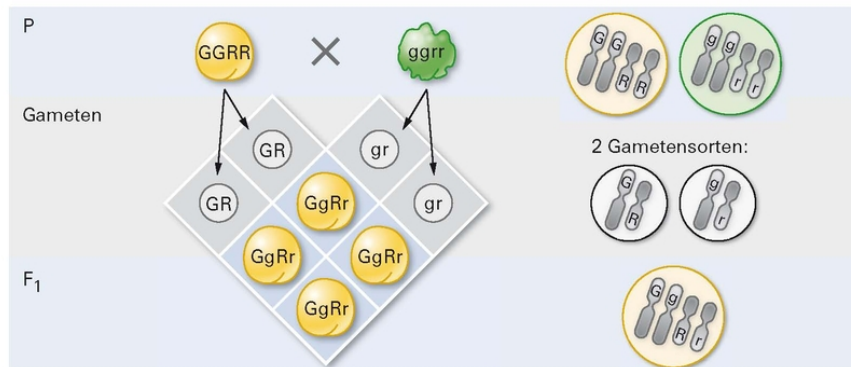 P
GGRR
ggrr
G G R R
g g r r
Gameten
GR
gr
2 Gametensorten:
GR
gr
G R
g r
GgRr
GgRr
GgRr
GgRr
F1
G g R r